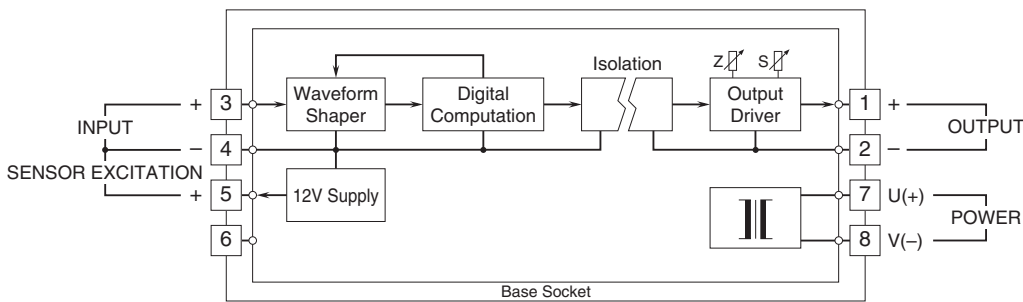 Isolation
Z S
+ 3 Waveform Shaper Digital Computation Output Driver 1 +
INPUT OUTPUT
– 4 2 –
SENSOR EXCITATION
+ 5 12V Supply 7 U(+)
POWER
6 8 V(–)
Base Socket